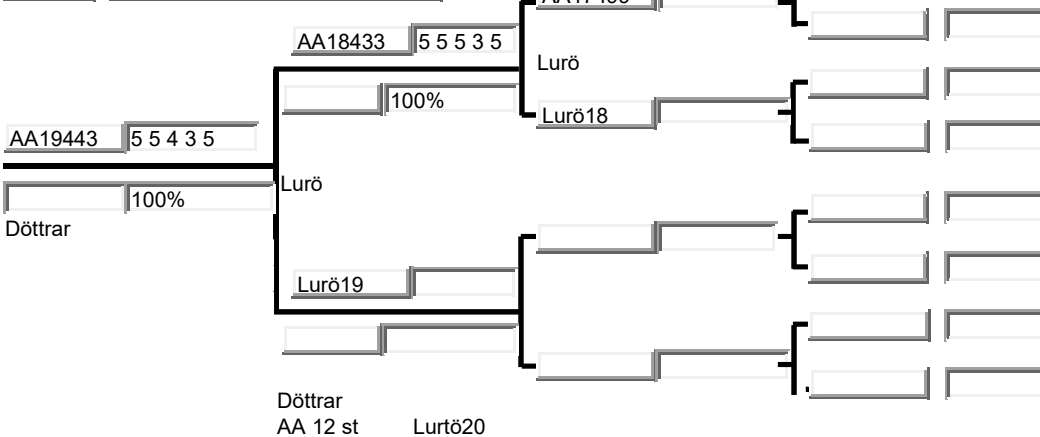 AA18433 5 5 5 3 5
Lurö
100%
Lurö18
AA19443 5 5 4 3 5
Lurö
100%
Döttrar
Lurö19
Döttrar
AA 12 st Lurtö20